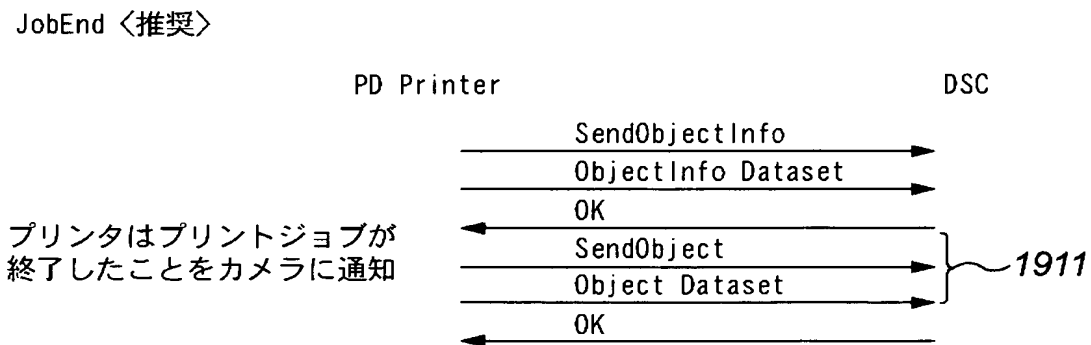 JobEnd〈推奨〉
PD Printer
DSC
SendObjectInfo
ObjectInfo Dataset
OK
プリンタはプリントジョブが
終了したことをカメラに通知
SendObject
1911
Object Dataset
OK